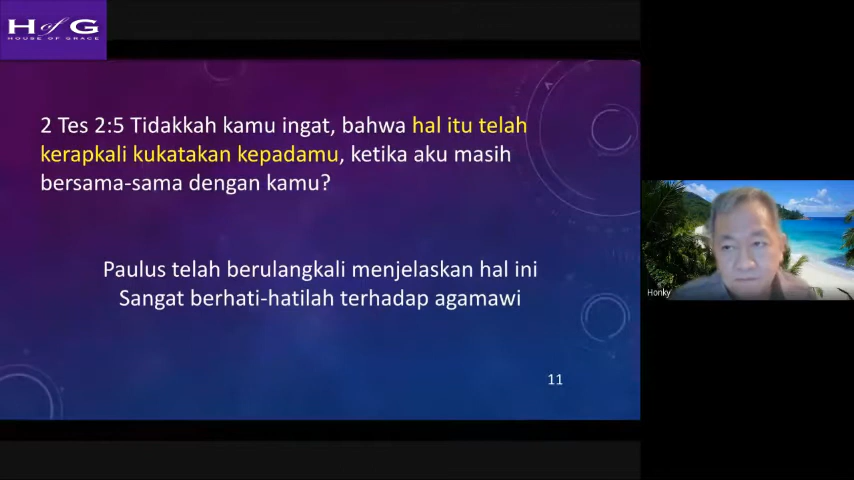 H of G
HOUSE OF GRACE
2 Tes 2:5 Tidakkah kamu ingat, bahwa hal itu telah
kerapkali kukatakan kepadamu, ketika aku masih
bersama-sama dengan kamu?
Paulus telah berulangkali menjelaskan hal ini
Sangat berhati-hatilah terhadap agamawi
Honky
11